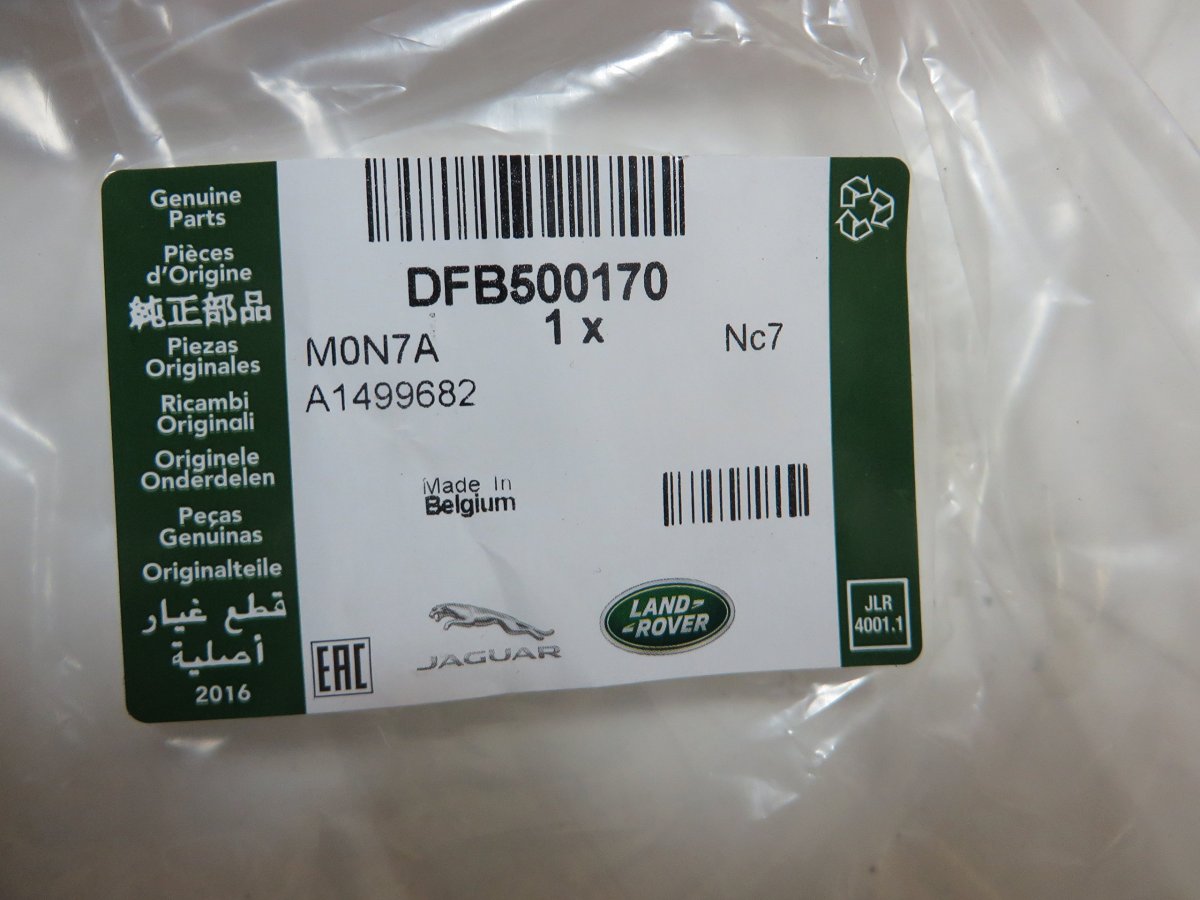 Genuine
Parts
Pièces
d'Origine
純正部品
Piezas
Originales
Ricambi
Originali
Originele
Onderdelen
Peças
Genuinas
Originalteile
قطع غيار
أصلية
2016
DFB500170
1 x
M0N7A
Nc7
A1499682
Made In
Belgium
EAC
JAGUAR
LAND-
-ROVER
JLR
4001.1